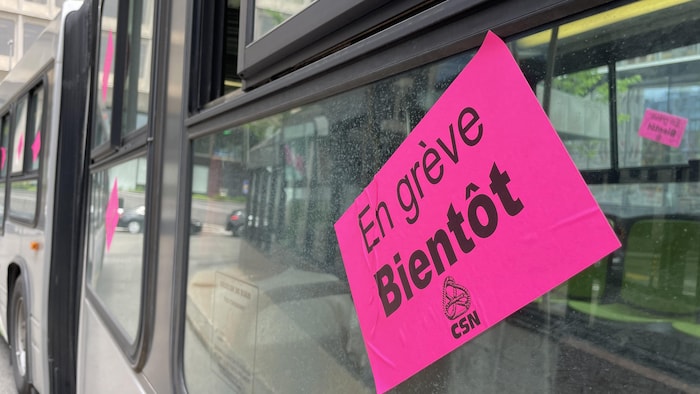 En grève
Bientôt
CSN